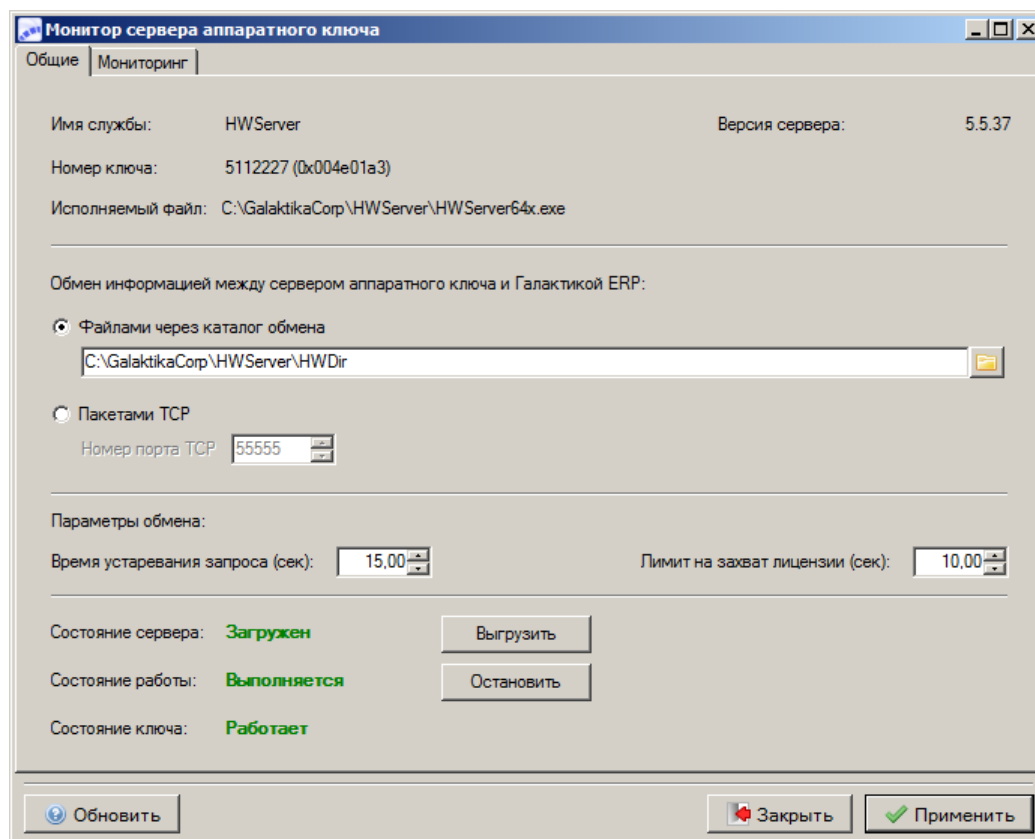 Монитор сервера аппаратного ключа
Общие Мониторинг
Имя службы: HWServer Версия сервера: 5.5.37
Номер ключа: 5112227 (0x004e01a3)
Исполняемый файл: C:\GalaktikaCorp\HWServer\HWServer64x.exe
Обмен информацией между сервером аппаратного ключа и Галактикой ERP:
Файлами через каталог обмена
C:\GalaktikaCorp\HWServer\HWDir
Пакетами TCP
Номер порта TCP 55555
Параметры обмена:
Время устаревания запроса (сек): 15,00 Лимит на захват лицензии (сек): 10,00
Состояние сервера: Загружен Выгрузить
Состояние работы: Выполняется Остановить
Состояние ключа: Работает
Обновить Закрыть Применить